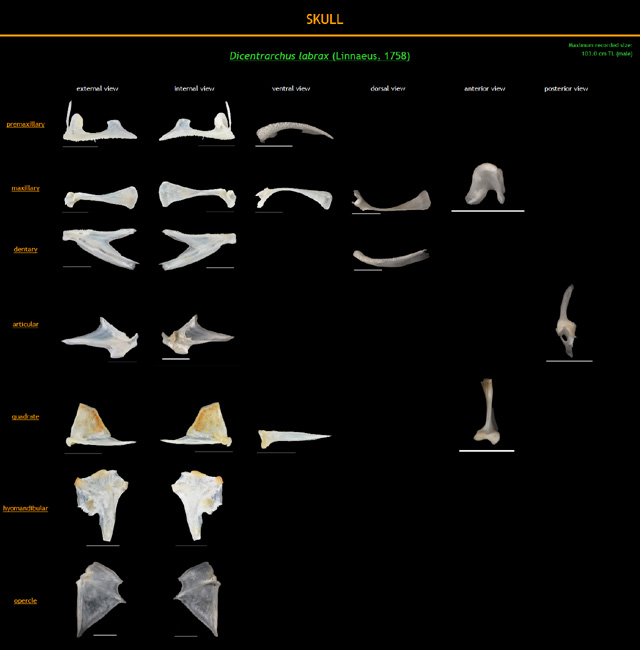 SKULL
Dicentrarchus labrax (Linnaeus, 1758)
Maximum recorded size:
103.0 cm TL (male)
external view internal view ventral view dorsal view anterior view posterior view
premaxillary
maxillary
dentary
articular
quadrate
hyomandibular
opercle